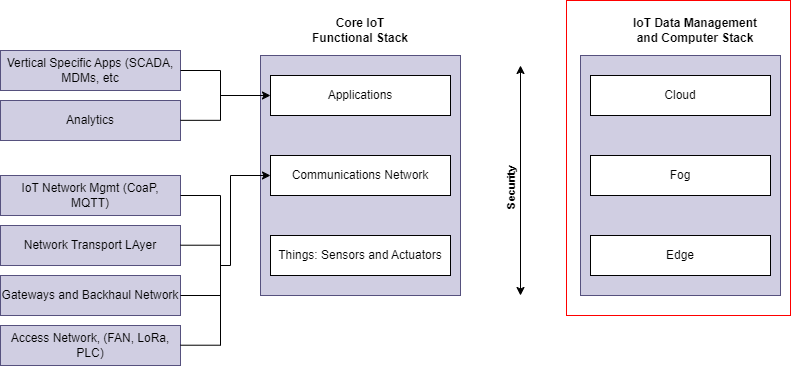 Core IoT
Functional Stack
IoT Data Management
and Computer Stack
Vertical Specific Apps (SCADA,
MDMs, etc
Analytics
IoT Network Mgmt (CoaP,
MQTT)
Network Transport LAyer
Gateways and Backhaul Network
Access Network, (FAN, LoRa,
PLC)
Applications
Communications Network
Things: Sensors and Actuators
Security
Cloud
Fog
Edge